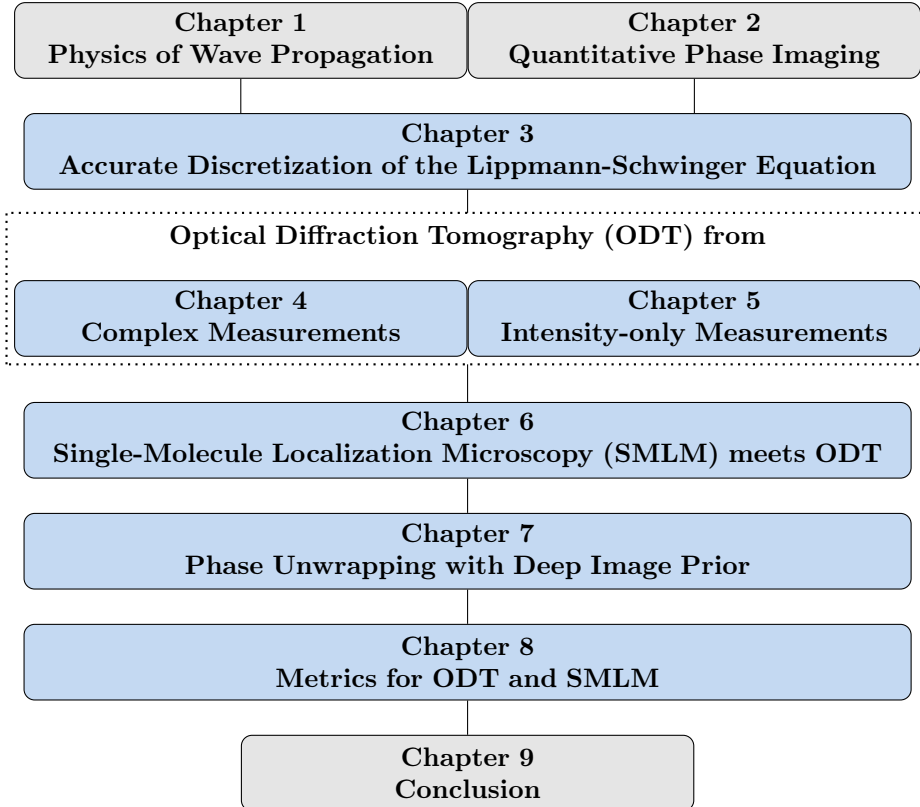 Chapter 1
Physics of Wave Propagation
Chapter 2
Quantitative Phase Imaging
Chapter 3
Accurate Discretization of the Lippmann-Schwinger Equation
Optical Diffraction Tomography (ODT) from
Chapter 4
Complex Measurements
Chapter 5
Intensity-only Measurements
Chapter 6
Single-Molecule Localization Microscopy (SMLM) meets ODT
Chapter 7
Phase Unwrapping with Deep Image Prior
Chapter 8
Metrics for ODT and SMLM
Chapter 9
Conclusion